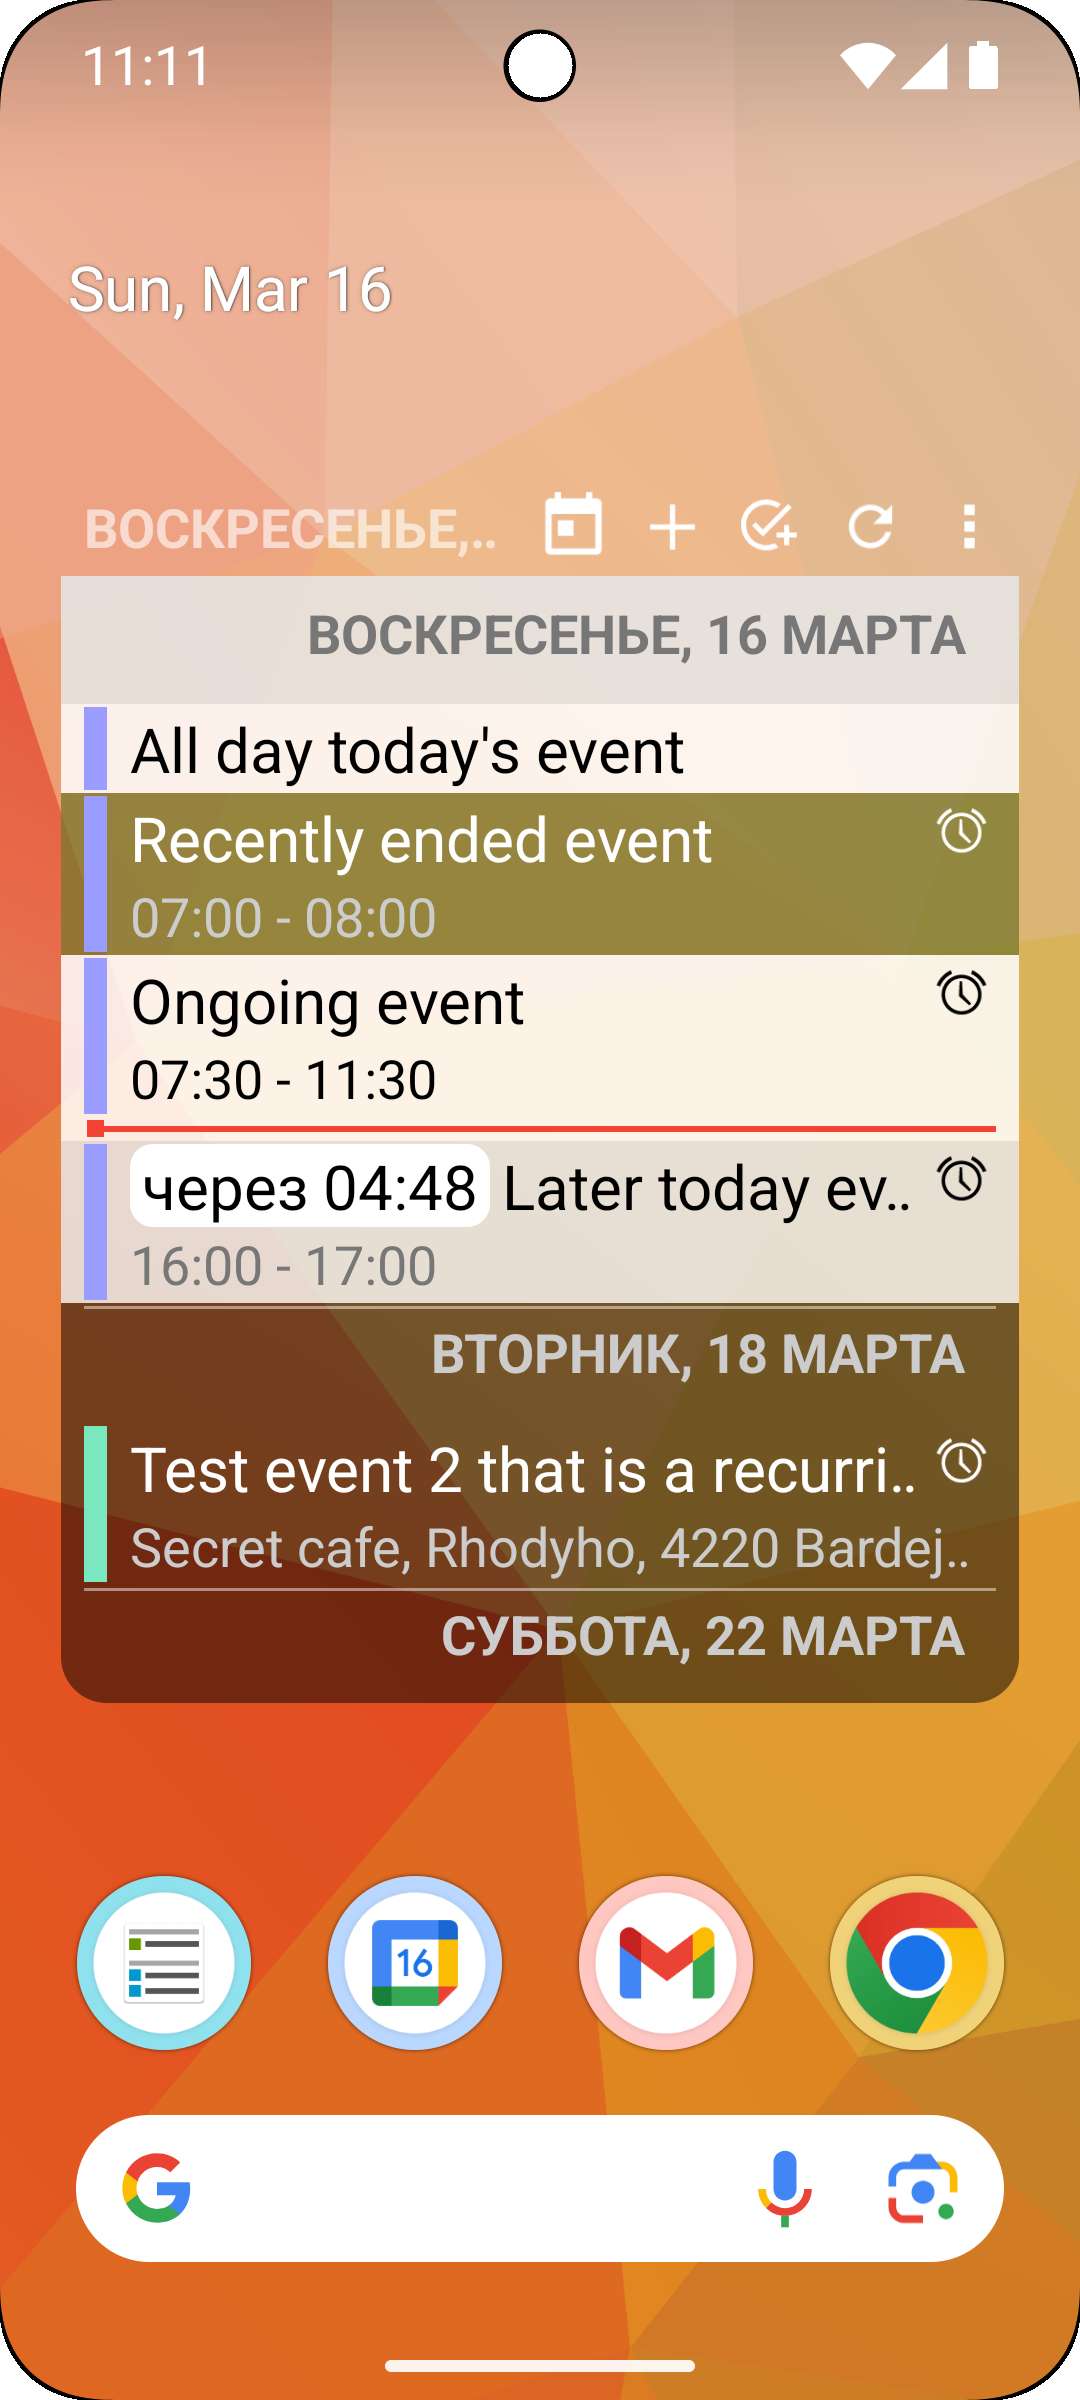 11:11
Sun, Mar 16
ВОСКРЕСЕНЬЕ,..
ВОСКРЕСЕНЬЕ, 16 МАРТА
All day today's event
Recently ended event
07:00 - 08:00
Ongoing event
07:30 - 11:30
через 04:48 Later today ev..
16:00 - 17:00
ВТОРНИК, 18 МАРТА
Test event 2 that is a recurri..
Secret cafe, Rhodyho, 4220 Bardej..
СУББОТА, 22 МАРТА
16